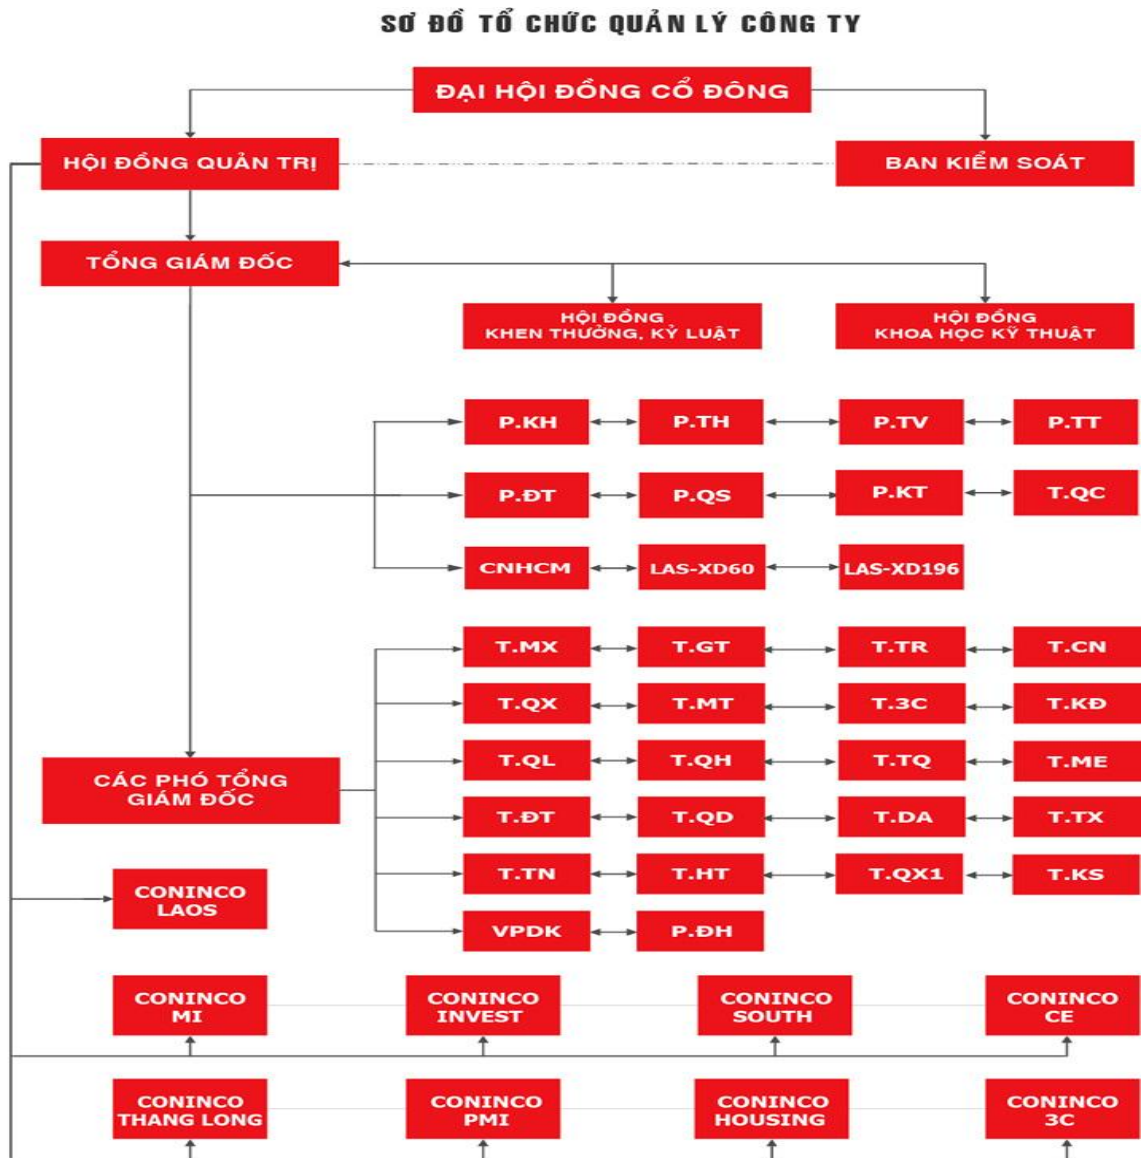 SƠ ĐỒ TỔ CHỨC QUẢN LÝ CÔNG TY
ĐẠI HỘI ĐỒNG CỔ ĐÔNG
HỘI ĐỒNG QUẢN TRỊ
BAN KIỂM SOÁT
TỔNG GIÁM ĐỐC
HỘI ĐỒNG
KHEN THƯỞNG, KỶ LUẬT
HỘI ĐỒNG
KHOA HỌC KỸ THUẬT
P.KH
P.TH
P.TV
P.TT
P.ĐT
P.QS
P.KT
T.QC
CNHCM
LAS-XD60
LAS-XD196
T.MX
T.GT
T.TR
T.CN
T.QX
T.MT
T.3C
T.KĐ
T.QL
T.QH
T.TQ
T.ME
CÁC PHÓ TỔNG
GIÁM ĐỐC
T.ĐT
T.QD
T.DA
T.TX
T.TN
T.HT
T.QX1
T.KS
CONINCO
LAOS
VPDK
P.ĐH
CONINCO
MI
CONINCO
INVEST
CONINCO
SOUTH
CONINCO
CE
CONINCO
THANG LONG
CONINCO
PMI
CONINCO
HOUSING
CONINCO
3C